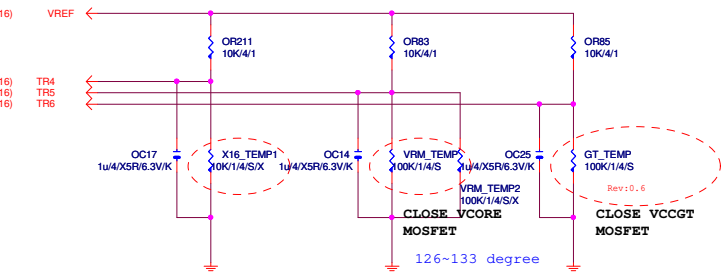 16) VREF
OR211
10K/4/1
OR83
10K/4/1
OR85
10K/4/1
16) TR4
16) TR5
16) TR6
OC17
1u/4/X5R/6.3V/K
X16_TEMP1
10K/1/4/S/X
OC14
1u/4/X5R/6.3V/K
VRM_TEMP
100K/1/4/S
OC25
1u/4/X5R/6.3V/K
GT_TEMP
100K/1/4/S
VRM_TEMP2
100K/1/4/S/X
Rev:0.6
CLOSE VCORE
MOSFET
CLOSE VCCGT
MOSFET
126~133 degree